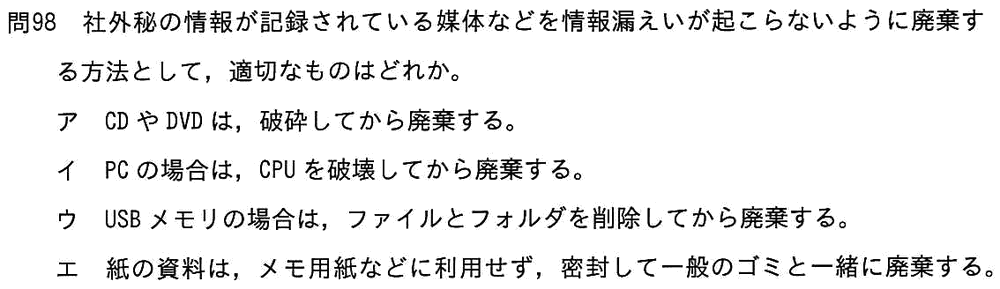 問98　社外秘の情報が記録されている媒体などを情報漏えいが起こらないように廃棄す
る方法として，適切なものはどれか。
ア　CDやDVDは，破砕してから廃棄する。
イ　PCの場合は，CPUを破壊してから廃棄する。
ウ　USBメモリの場合は，ファイルとフォルダを削除してから廃棄する。
エ　紙の資料は，メモ用紙などに利用せず，密封して一般のゴミと一緒に廃棄する。